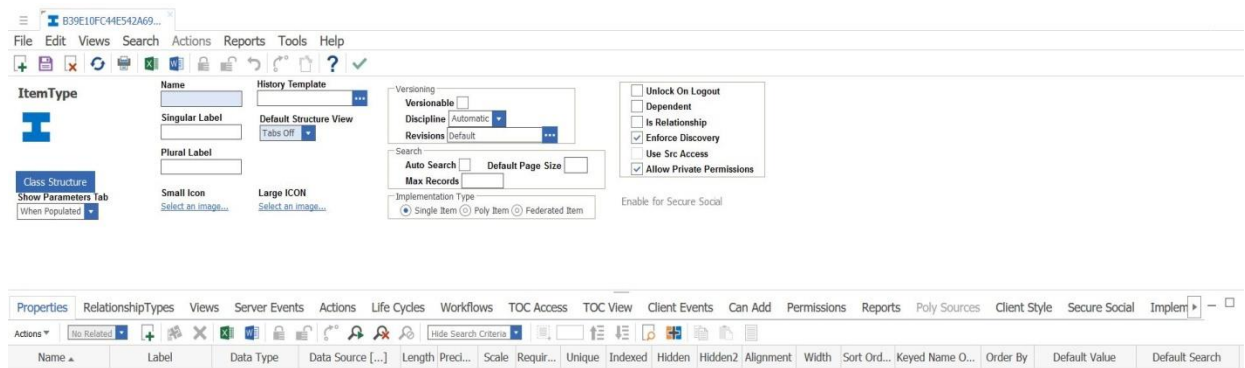 B39E10FC44E542A69...
File Edit Views Search Actions Reports Tools Help
ItemType
Name
History Template
Singular Label
Default Structure View
Tabs Off
Plural Label
Class Structure
Show Parameters Tab
When Populated
Small Icon
Select an image...
Large ICON
Select an image...
Versioning
Versionable
Discipline Automatic
Revisions Default
Search
Auto Search Default Page Size
Max Records
Implementation Type
Single Item Poly Item Federated Item
Unlock On Logout
Dependent
Is Relationship
Enforce Discovery
Use Src Access
Allow Private Permissions
Enable for Secure Social
Properties RelationshipTypes Views Server Events Actions Life Cycles Workflows TOC Access TOC View Client Events Can Add Permissions Reports Poly Sources Client Style Secure Social Implem
Actions No Related Hide Search Criteria
Name Label Data Type Data Source [...] Length Preci... Scale Requir... Unique Indexed Hidden Hidden2 Alignment Width Sort Ord... Keyed Name O... Order By Default Value Default Search